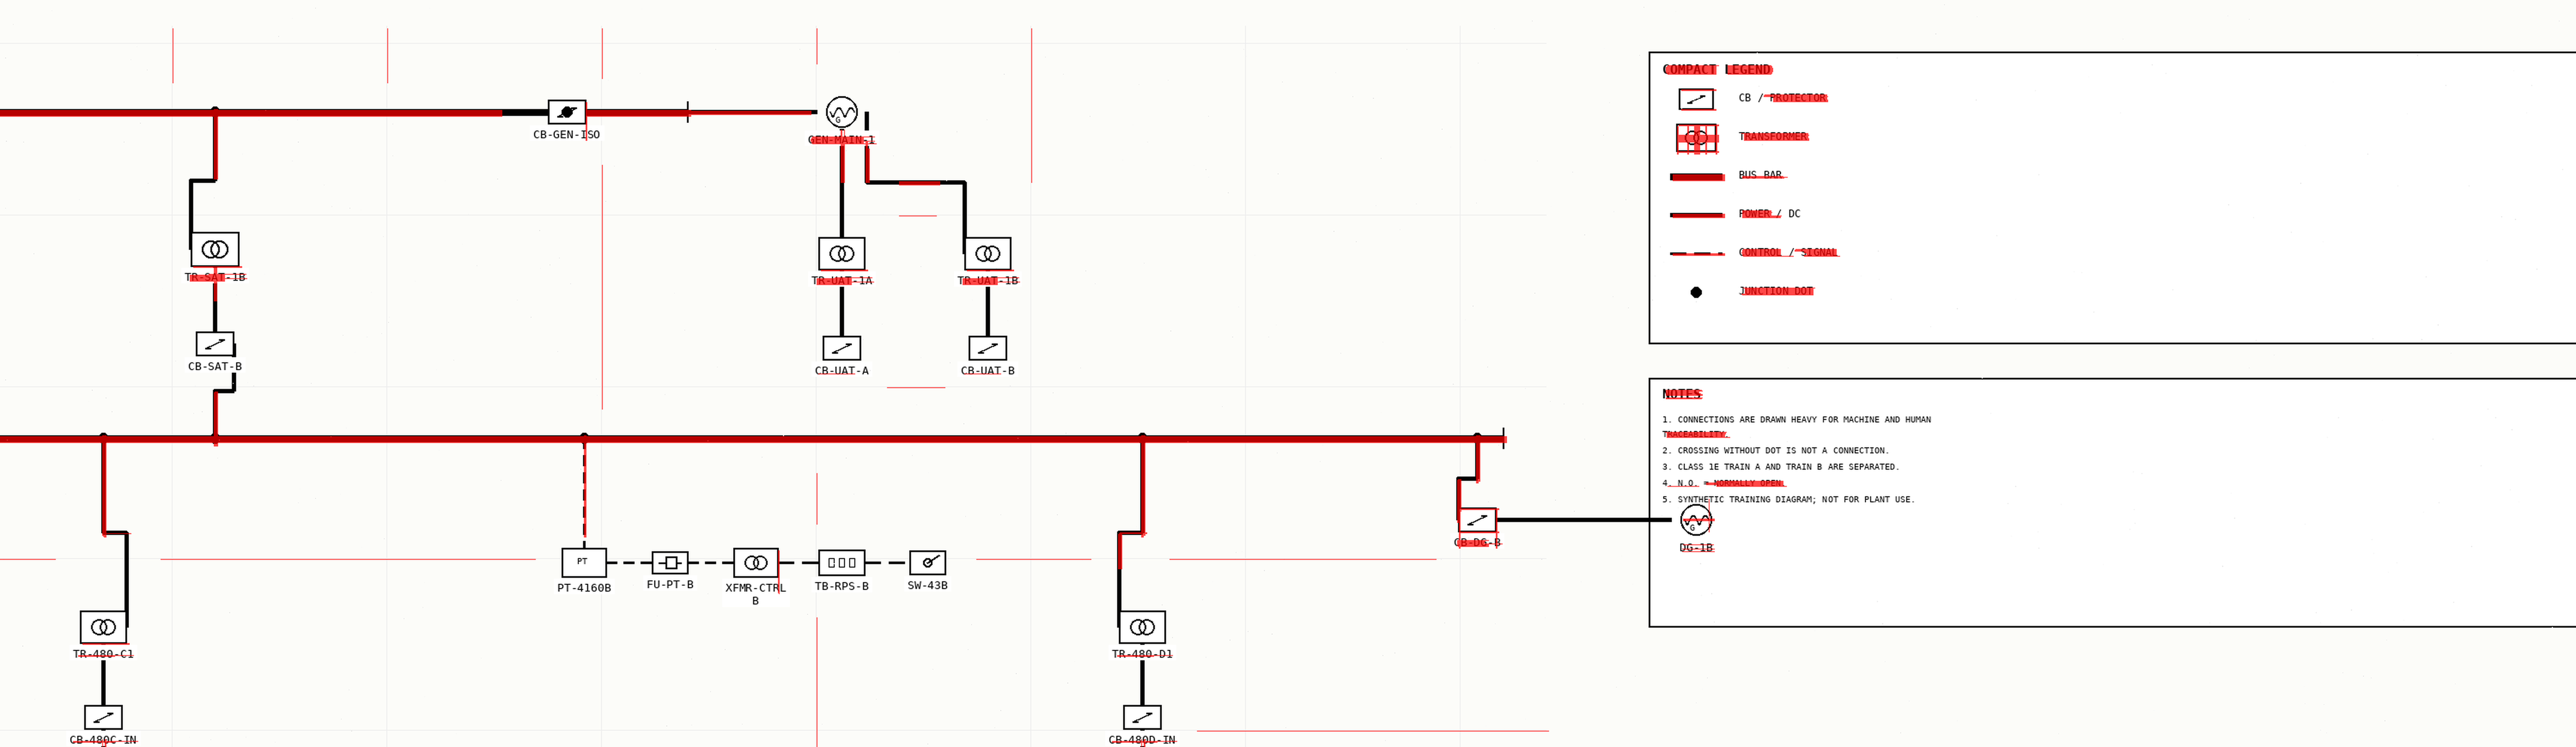 CB-GEN-ISO
G
GEN-MAIN-1
TR-SAT-1B
TR-UAT-1A
TR-UAT-1B
CB-SAT-B
CB-UAT-A
CB-UAT-B
PT
PT-4160B
FU-PT-B
XFMR-CTRL
B
TB-RPS-B
SW-43B
CB-DG-B
G
DG-1B
TR-480-C1
TR-480-D1
CB-480C-IN
CB-480D-IN
COMPACT LEGEND
CB / PROTECTOR
TRANSFORMER
BUS BAR
POWER / DC
CONTROL / SIGNAL
JUNCTION DOT
NOTES
1. CONNECTIONS ARE DRAWN HEAVY FOR MACHINE AND HUMAN
TRACEABILITY.
2. CROSSING WITHOUT DOT IS NOT A CONNECTION.
3. CLASS 1E TRAIN A AND TRAIN B ARE SEPARATED.
4. N.O. = NORMALLY OPEN.
5. SYNTHETIC TRAINING DIAGRAM; NOT FOR PLANT USE.